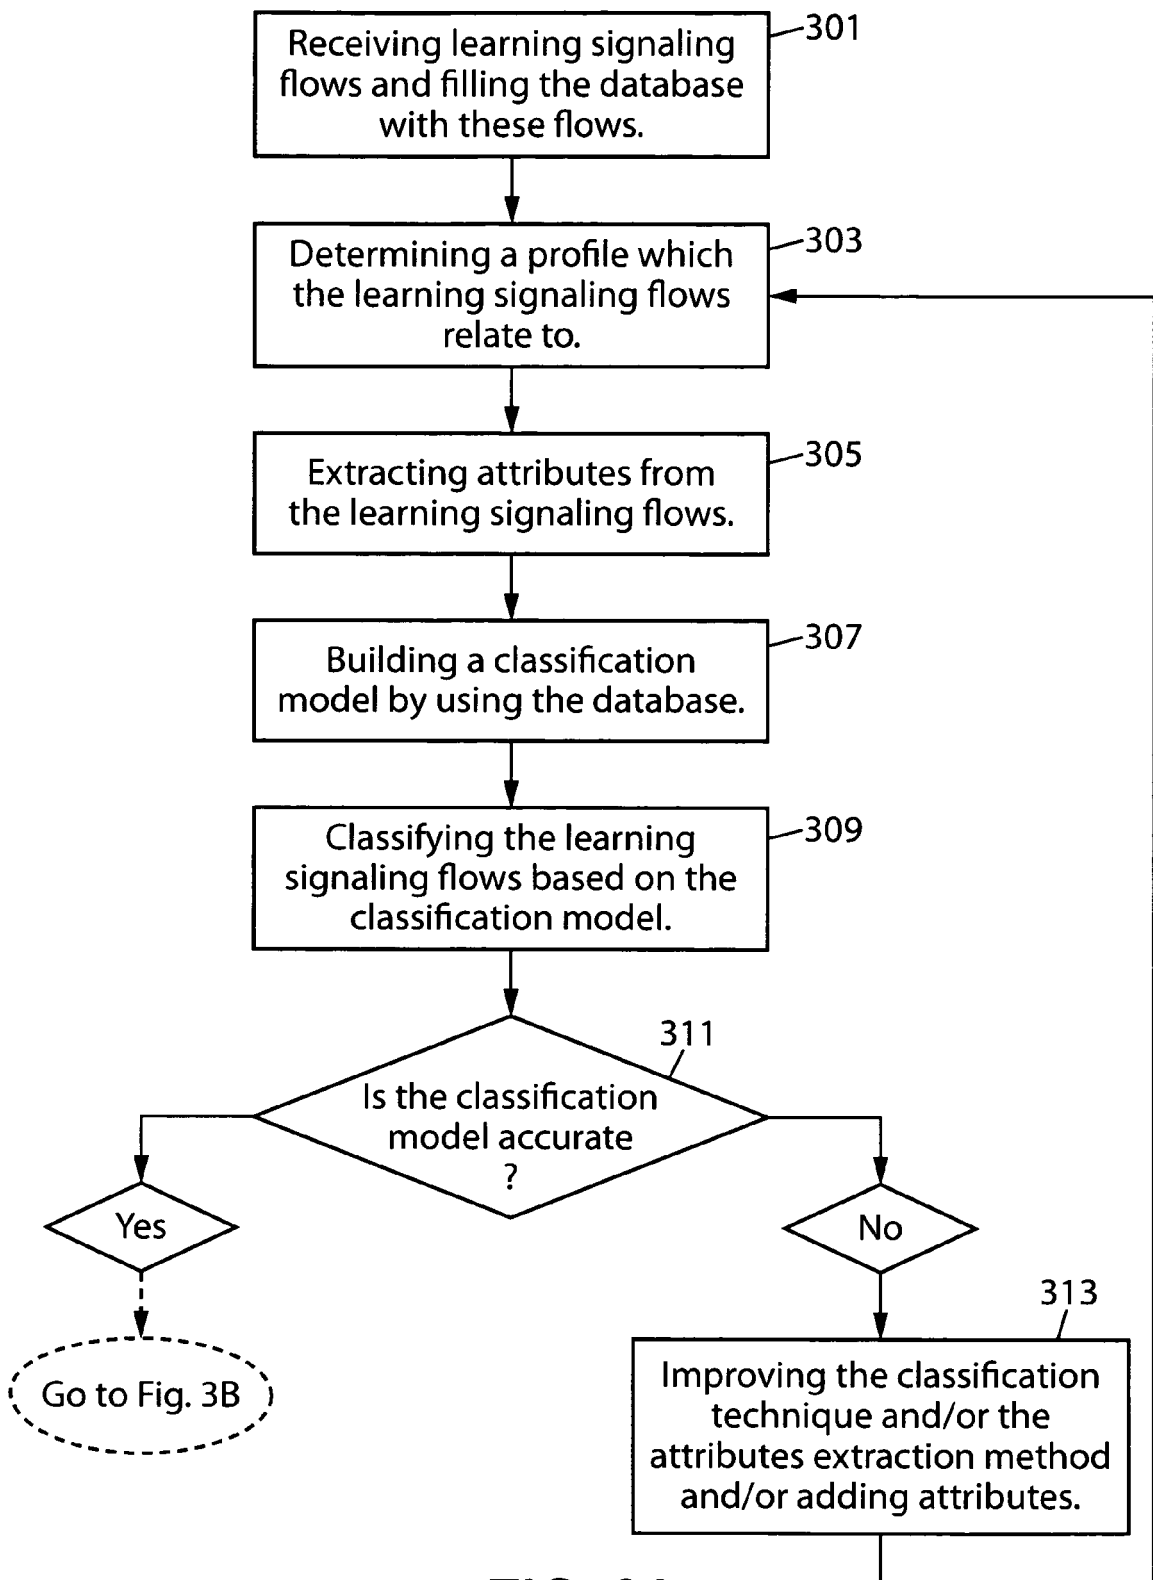 301
Receiving learning signaling
flows and filling the database
with these flows.
303
Determining a profile which
the learning signaling flows
relate to.
305
Extracting attributes from
the learning signaling flows.
307
Building a classification
model by using the database.
309
Classifying the learning
signaling flows based on the
classification model.
311
Is the classification
model accurate
?
Yes
No
Go to Fig. 3B
313
Improving the classification
technique and/or the
attributes extraction method
and/or adding attributes.